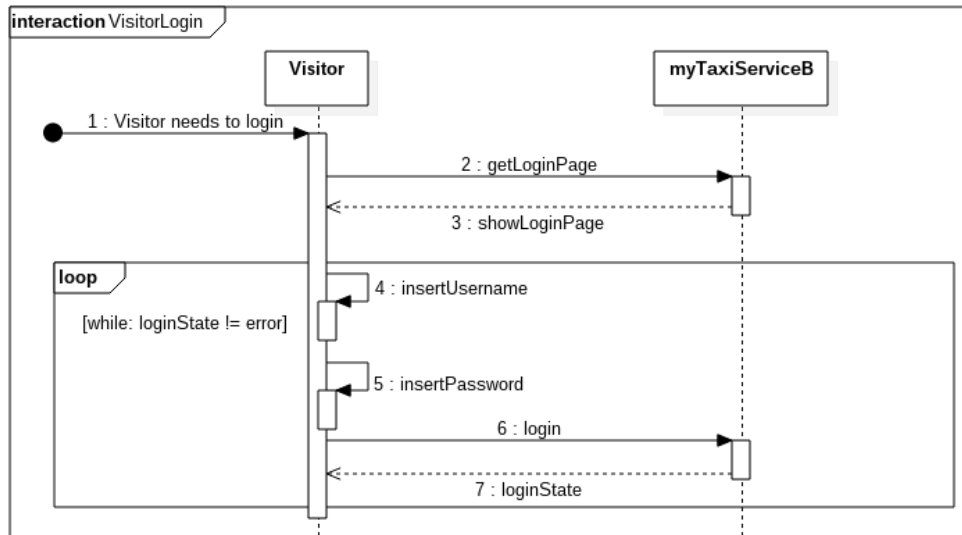 interaction VisitorLogin
Visitor
myTaxiServiceB
1 : Visitor needs to login
2 : getLoginPage
3 : showLoginPage
loop
4 : insertUsername
[while: loginState != error]
5 : insertPassword
6 : login
7 : loginState